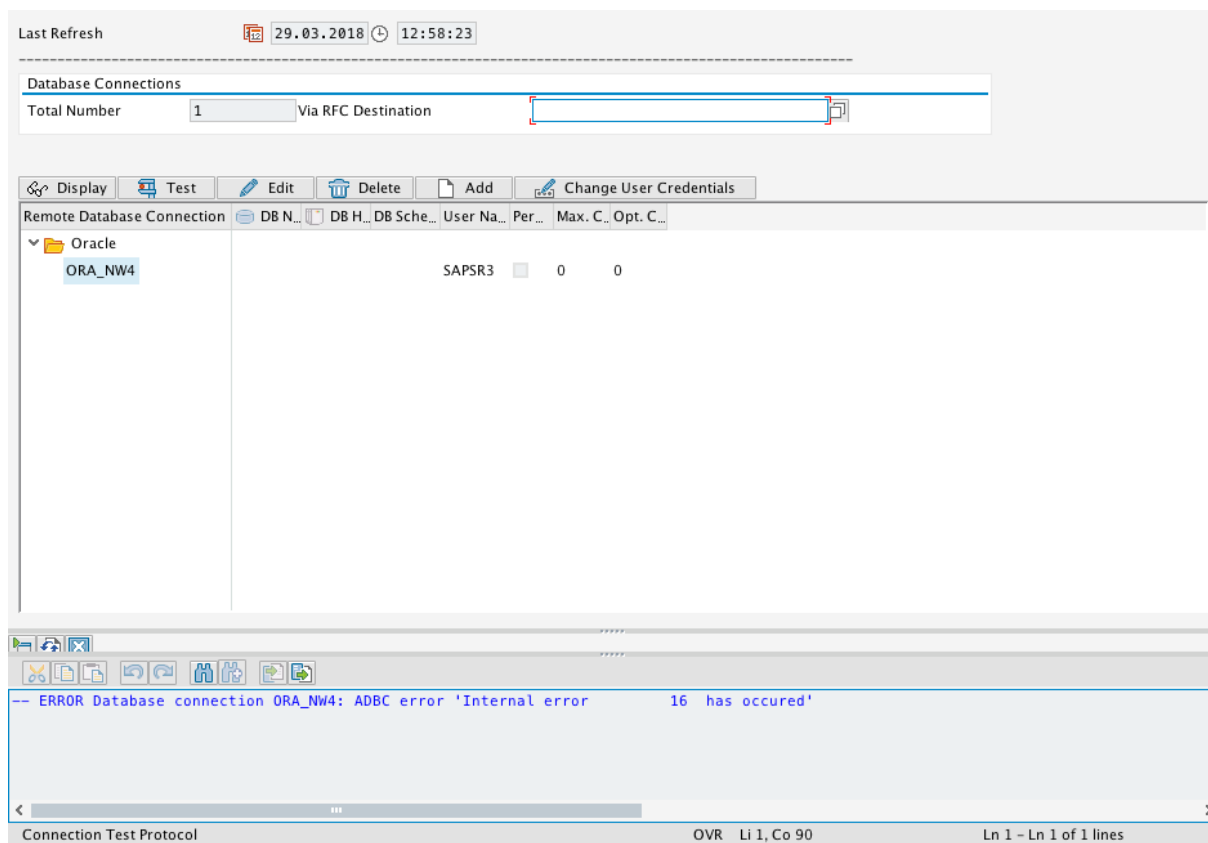 Last Refresh 29.03.2018 12:58:23
--------------------------------------------------------------------------------------------------------------
Database Connections
Total Number 1 Via RFC Destination
Display Test Edit Delete Add Change User Credentials
Remote Database Connection DB N... DB H... DB Sche... User Na... Per... Max. C... Opt. C...
Oracle
ORA_NW4 SAPSR3 0 0
-- ERROR Database connection ORA_NW4: ADBC error 'Internal error 16 has occured'
Connection Test Protocol OVR Li 1, Co 90 Ln 1 - Ln 1 of 1 lines